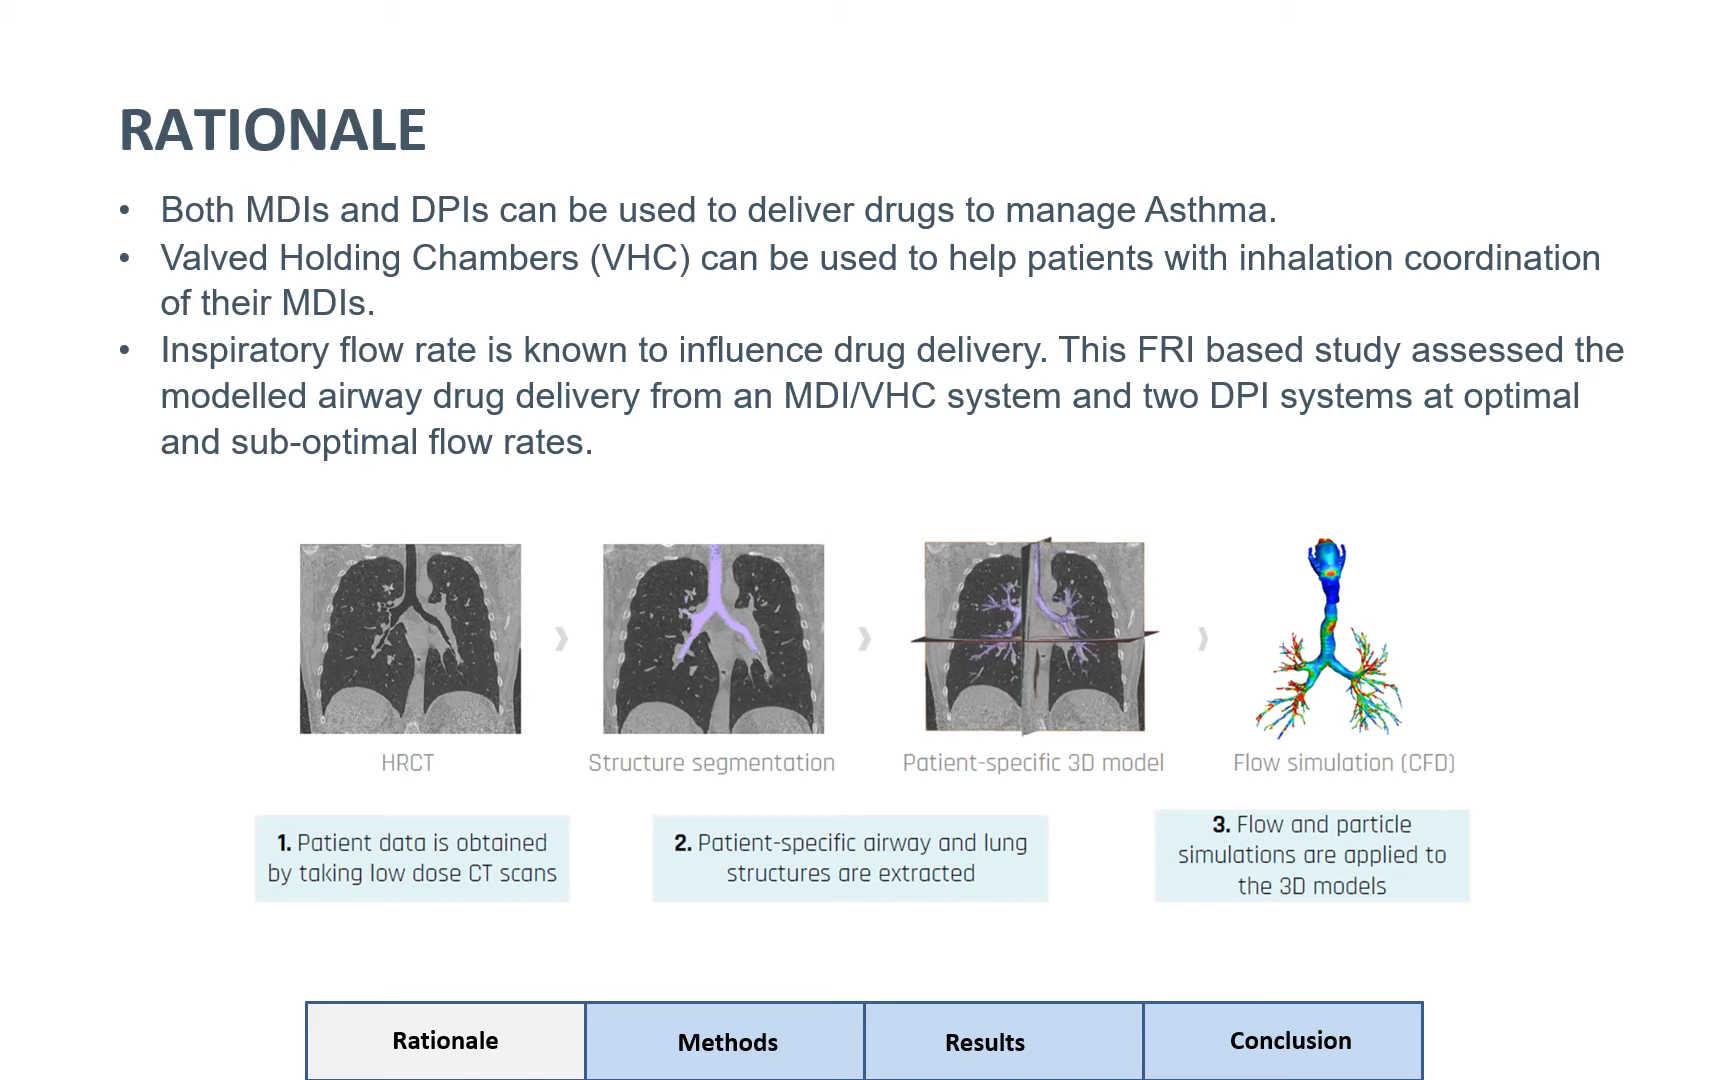 RATIONALE
• Both MDIs and DPIs can be used to deliver drugs to manage Asthma.
• Valved Holding Chambers (VHC) can be used to help patients with inhalation coordination
of their MDIs.
• Inspiratory flow rate is known to influence drug delivery. This FRI based study assessed the
modelled airway drug delivery from an MDI/VHC system and two DPI systems at optimal
and sub-optimal flow rates.
HRCT
Structure segmentation
Patient-specific 3D model
Flow simulation (CFD)
1. Patient data is obtained
by taking low dose CT scans
2. Patient-specific airway and lung
structures are extracted
3. Flow and particle
simulations are applied to
the 3D models
Rationale
Methods
Results
Conclusion